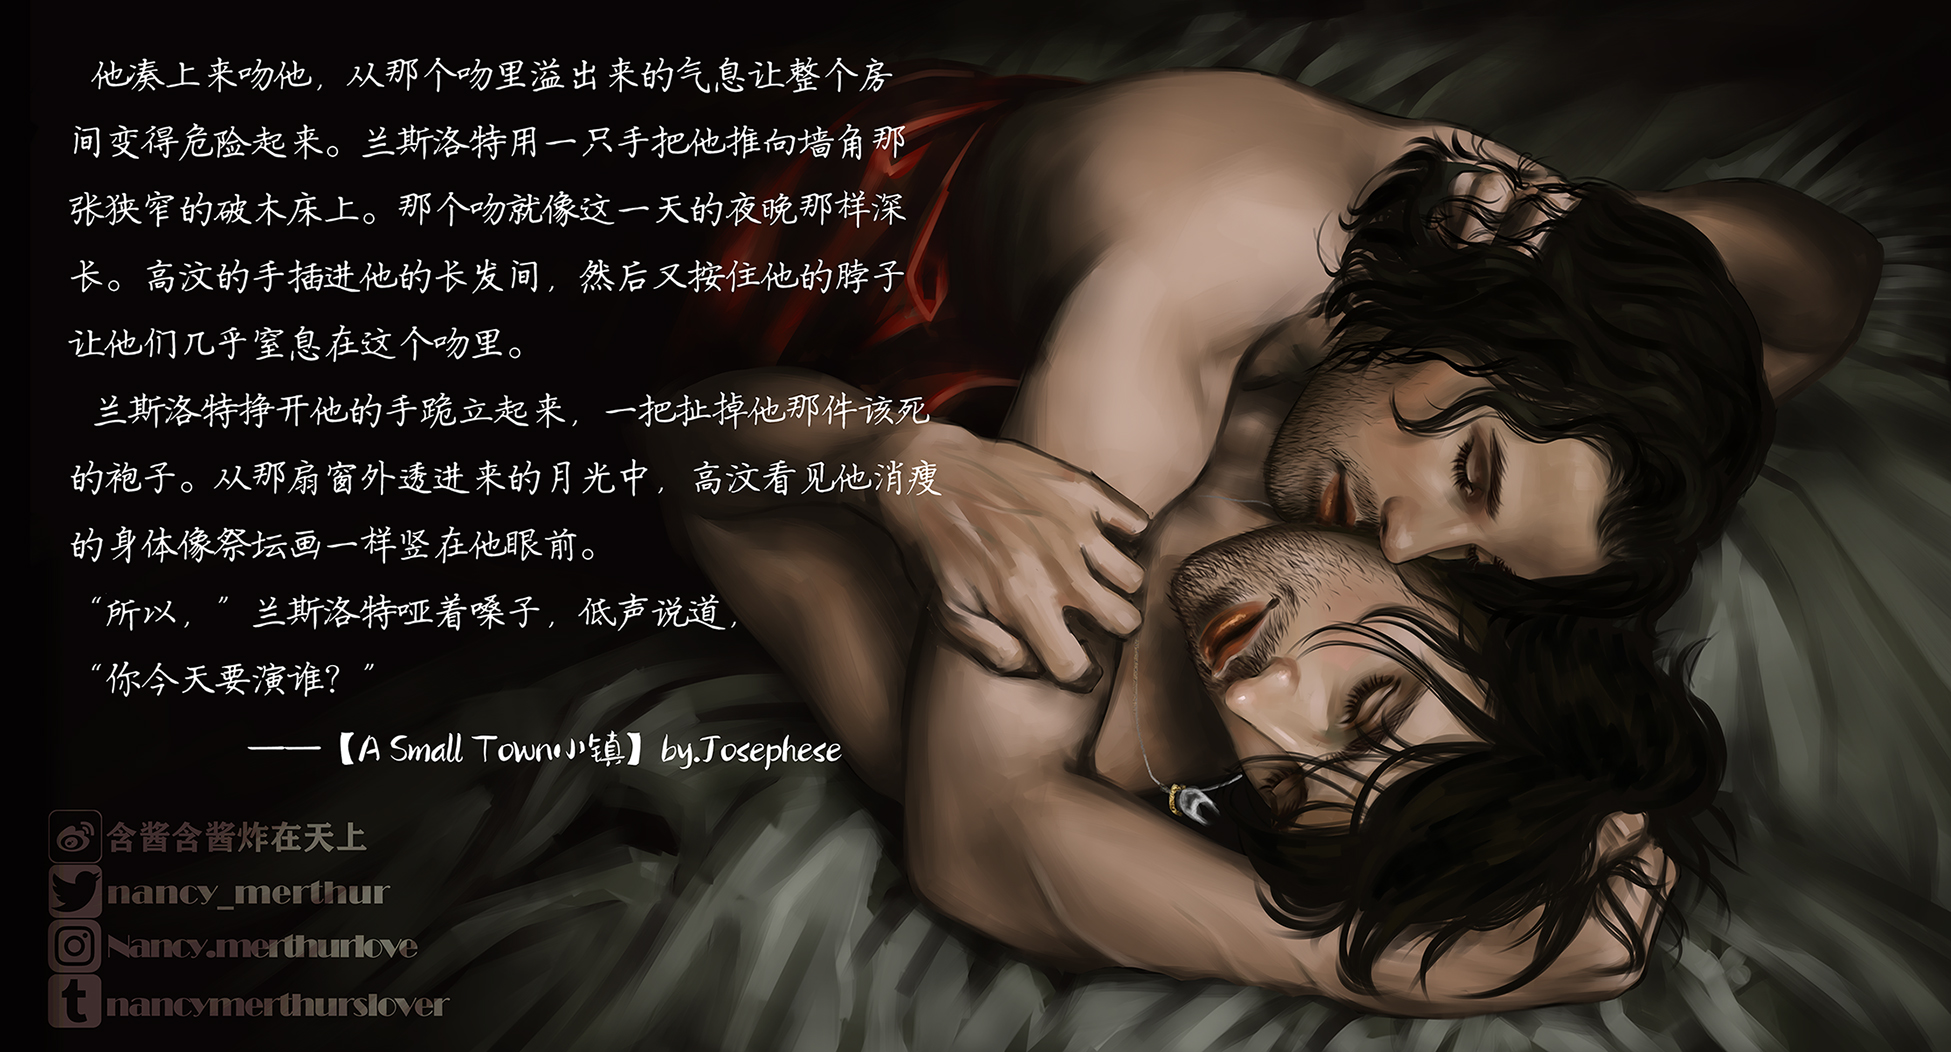 他凑上来吻他，从那个吻里溢出来的气息让整个房
间变得危险起来。兰斯洛特用一只手把他推向墙角那
张狭窄的破木床上。那个吻就像这一天的夜晚那样深
长。高汶的手插进他的长发间，然后又按住他的脖子
让他们几乎窒息在这个吻里。
兰斯洛特挣开他的手跪立起来，一把扯掉他那件该死
的袍子。从那扇窗外透进来的月光中，高汶看见他消瘦
的身体像祭坛画一样竖在他眼前。
“所以，”兰斯洛特哑着嗓子，低声说道，
“你今天要演谁？”
——【A Small Town小镇】by.Josephese
含酱含酱炸在天上
nancy_merthur
Nancy.merthurlove
nancymerthurslover